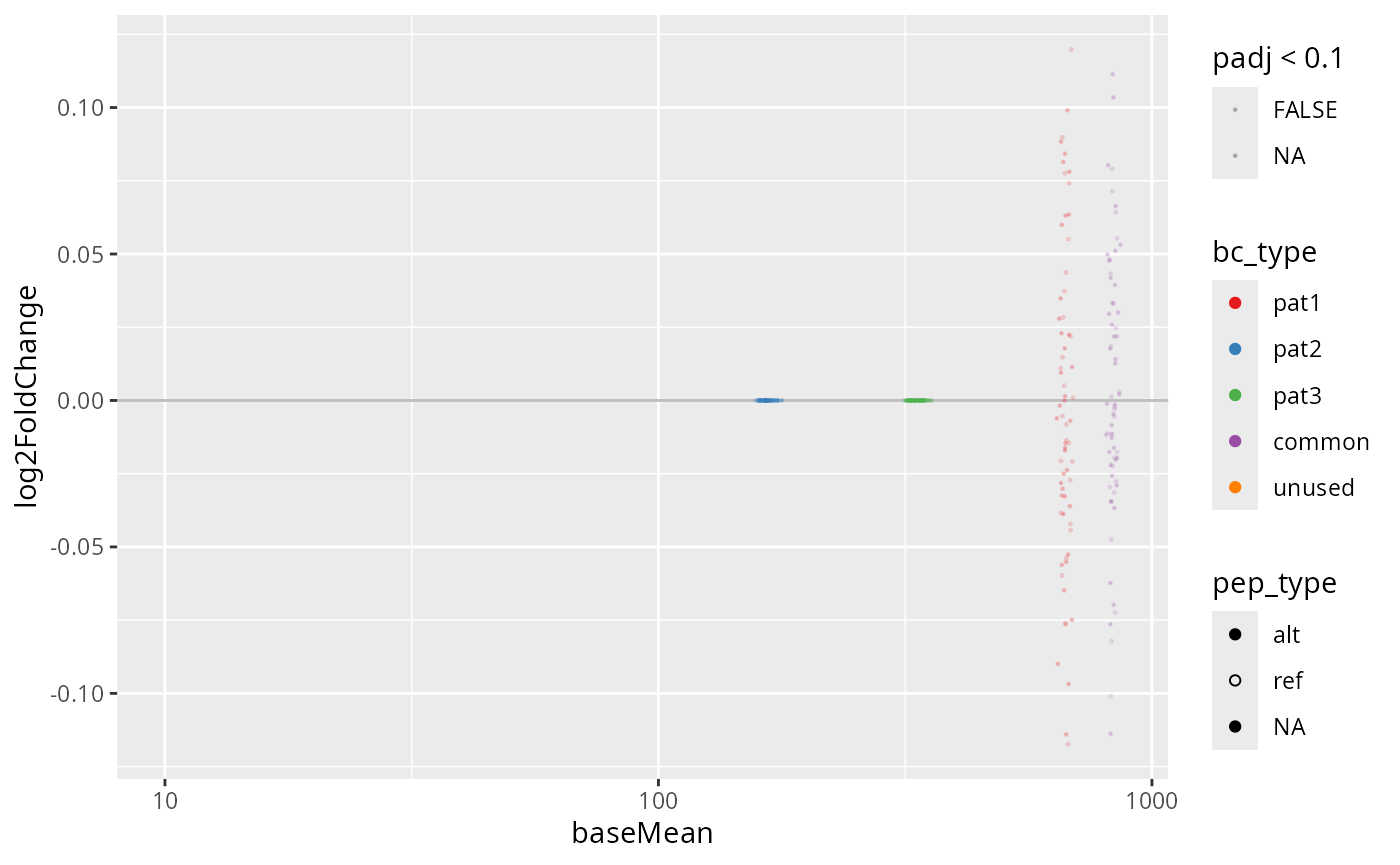 log2FoldChange
0.10
0.05
0.00
-0.05
-0.10
10
100
1000
baseMean
padj < 0.1
FALSE
NA
bc_type
pat1
pat2
pat3
common
unused
pep_type
alt
ref
NA